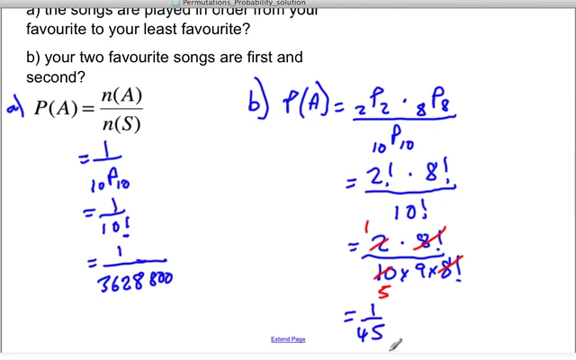 Permutations_Probability_solution
a) the songs are played in order from your
favourite to your least favourite?
b) your two favourite songs are first and
second?
a) P(A) = n(A)/n(S)
= 1/₁₀P₁₀
= 1/10!
= 1/3628800
b) P(A) = ₂P₂ · ₈P₈/₁₀P₁₀
= 2! · 8!/10!
= 1 2 · 8!/10 × 9 × 8! 5
= 1/45
Extend Page